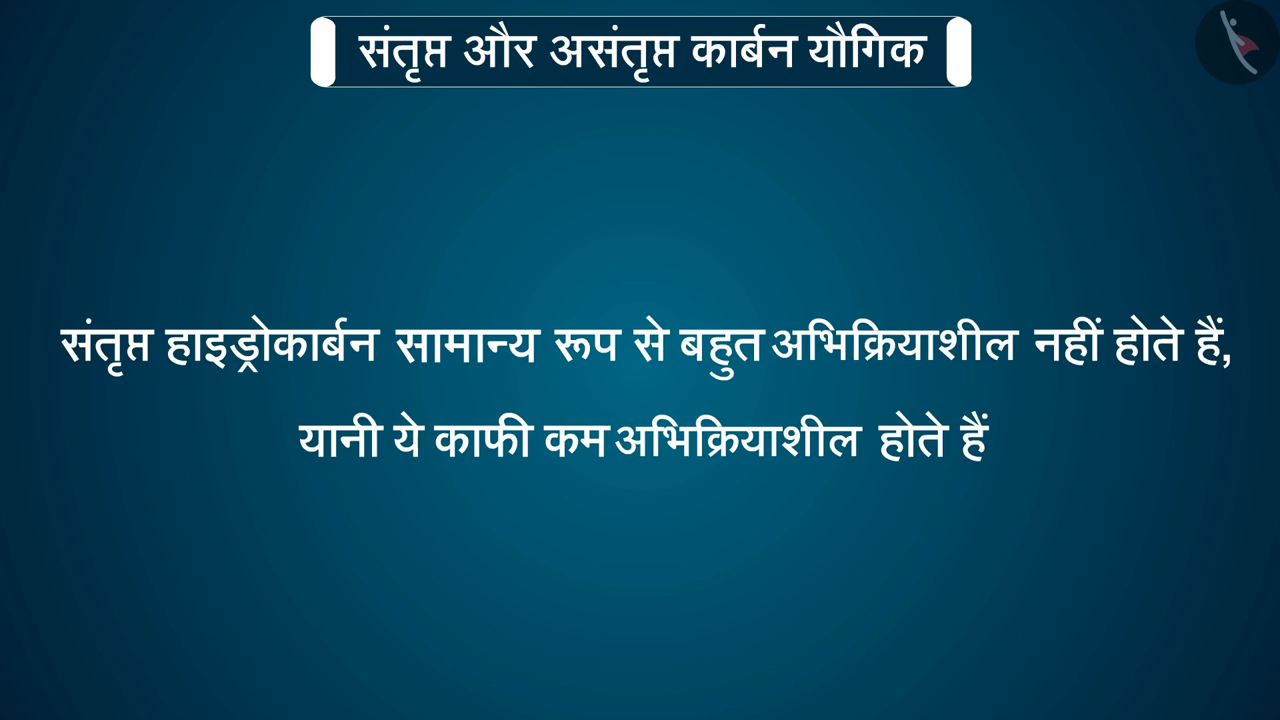 संतृप्त और असंतृप्त कार्बन यौगिक
संतृप्त हाइड्रोकार्बन सामान्य रूप से बहुत अभिक्रियाशील नहीं होते हैं,
यानी ये काफी कम अभिक्रियाशील होते हैं